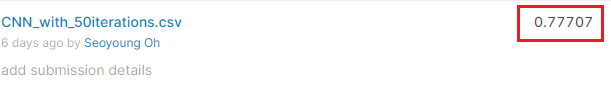 CNN_with_50iterations.csv 0.77707
6 days ago by Seoyoung Oh
add submission details